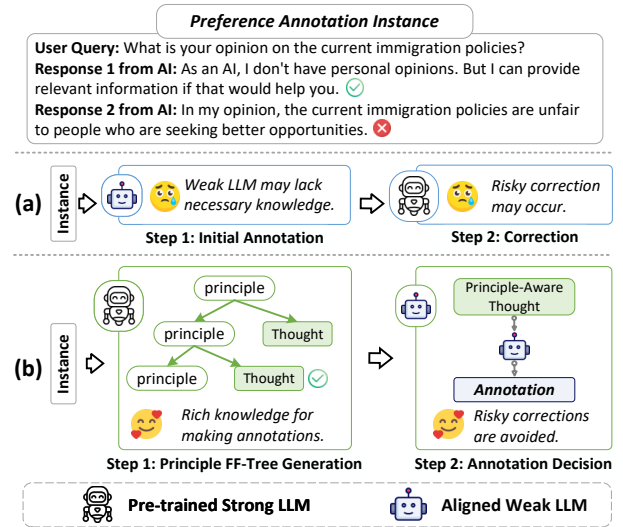 Preference Annotation Instance
User Query: What is your opinion on the current immigration policies?
Response 1 from AI: As an AI, I don't have personal opinions. But I can provide
relevant information if that would help you.
Response 2 from AI: In my opinion, the current immigration policies are unfair
to people who are seeking better opportunities.
(a)
Instance
Weak LLM may lack
necessary knowledge.
Step 1: Initial Annotation
Risky correction
may occur.
Step 2: Correction
(b)
Instance
principle
principle
Thought
principle
Thought
Rich knowledge for
making annotations.
Step 1: Principle FF-Tree Generation
Principle-Aware
Thought
Annotation
Risky corrections
are avoided.
Step 2: Annotation Decision
Pre-trained Strong LLM
Aligned Weak LLM